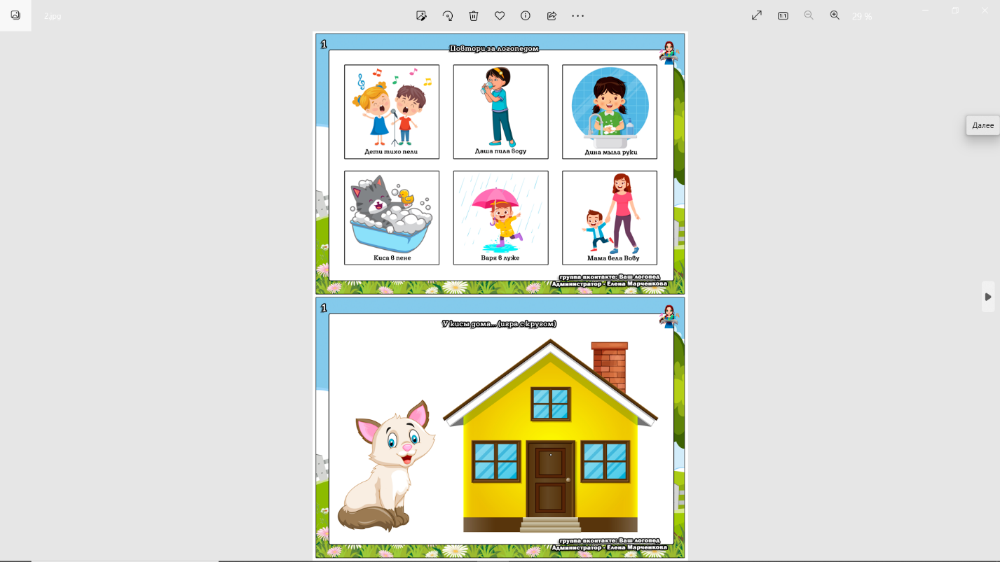 2.jpg
1:1
29 %
Далее
1
Повтори за логопедом
Дети тихо пели
Даша пила воду
Дина мыла руки
Киса в пене
Варя в луже
Мама вела Вову
группа вконтакте: Ваш логопед
Администратор - Елена Марченкова
1
У кисы дома... (игра с кругом)
группа вконтакте: Ваш логопед
Администратор - Елена Марченкова